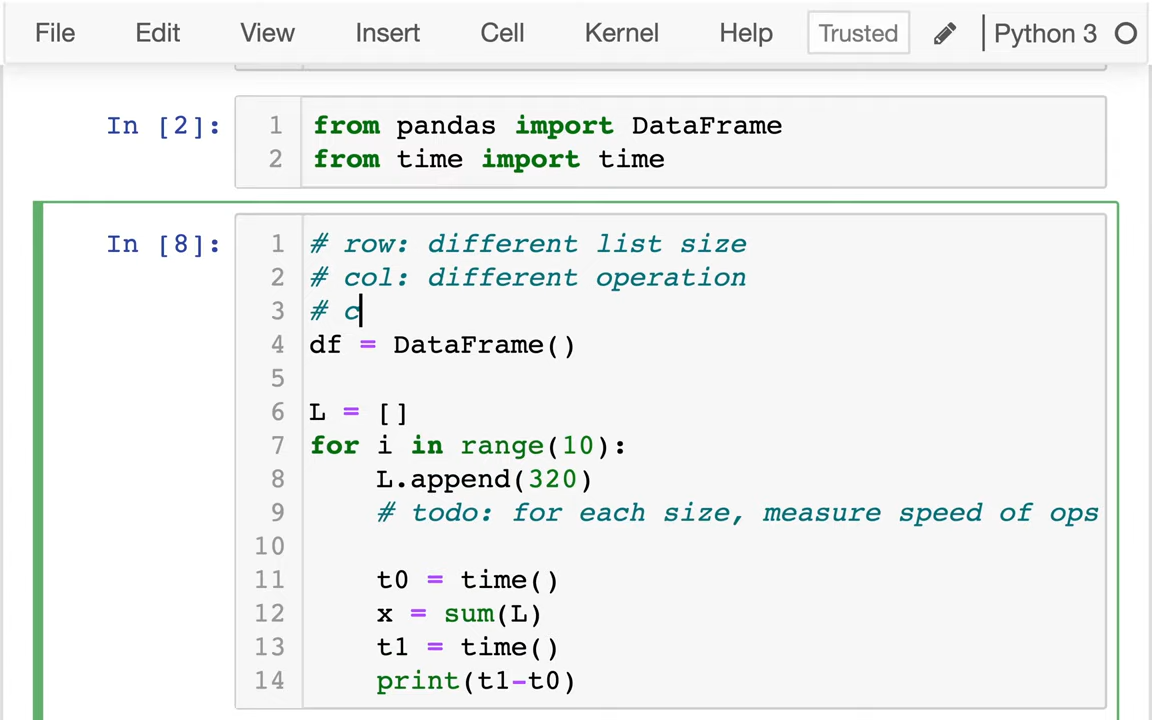 File Edit View Insert Cell Kernel Help Trusted Python 3
In [2]:
1 from pandas import DataFrame
2 from time import time
In [8]:
1 # row: different list size
2 # col: different operation
3 # c
4 df = DataFrame()
5
6 L = []
7 for i in range(10):
8     L.append(320)
9     # todo: for each size, measure speed of ops
10
11     t0 = time()
12     x = sum(L)
13     t1 = time()
14     print(t1-t0)